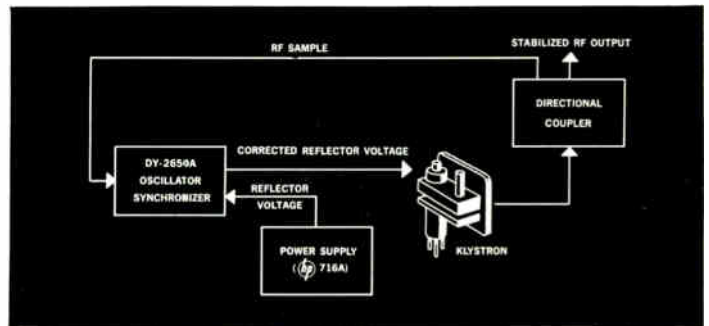 RF SAMPLE
STABILIZED RF OUTPUT
DIRECTIONAL
COUPLER
DY-2650A
OSCILLATOR
SYNCHRONIZER
CORRECTED REFLECTOR VOLTAGE
REFLECTOR
VOLTAGE
KLYSTRON
POWER SUPPLY
(hp 716A)